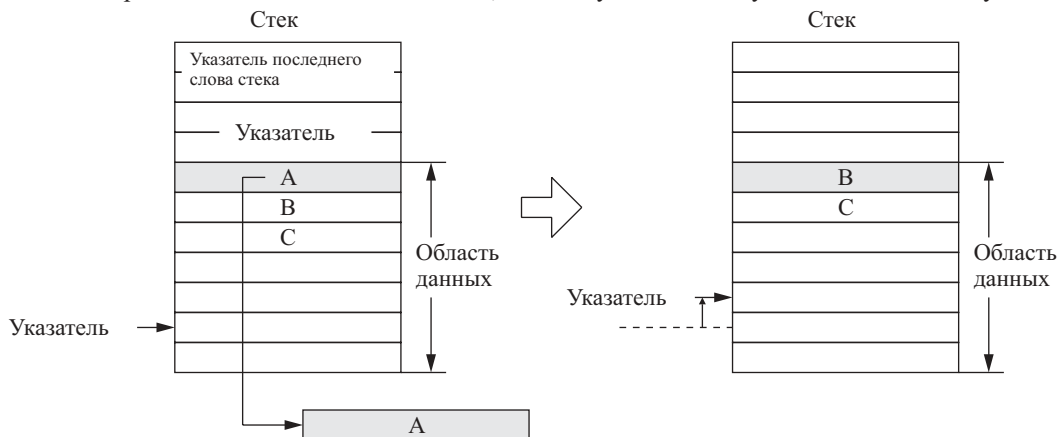 Стек
Указатель последнего
слова стека
Указатель
A
B
C
Область
данных
Указатель
A
Стек
B
C
Область
данных
Указатель